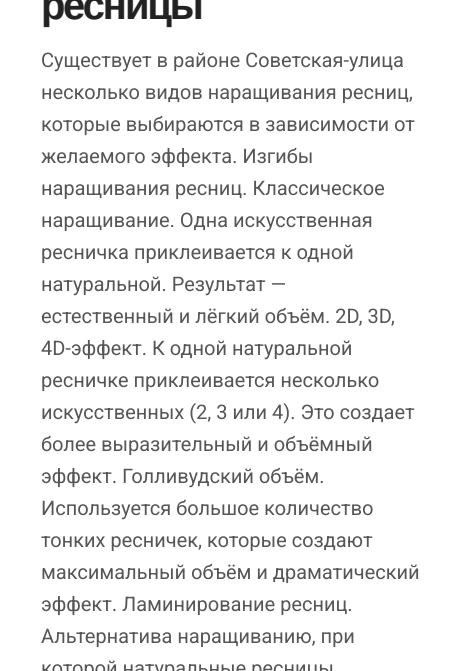 ресницы
Существует в районе Советская-улица
несколько видов наращивания ресниц,
которые выбираются в зависимости от
желаемого эффекта. Изгибы
наращивания ресниц. Классическое
наращивание. Одна искусственная
ресничка приклеивается к одной
натуральной. Результат —
естественный и лёгкий объём. 2D, 3D,
4D-эффект. К одной натуральной
ресничке приклеивается несколько
искусственных (2, 3 или 4). Это создает
более выразительный и объёмный
эффект. Голливудский объём.
Используется большое количество
тонких ресничек, которые создают
максимальный объём и драматический
эффект. Ламинирование ресниц.
Альтернатива наращиванию, при
которой натуральные ресницы